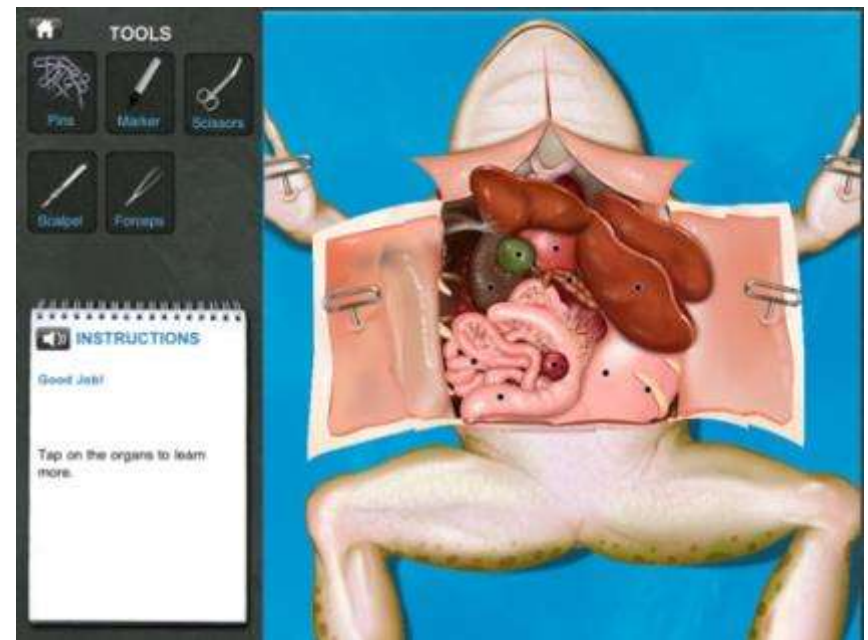 TOOLS
Pins
Marker
Scissors
Scalpel
Forceps
INSTRUCTIONS
Good Job!
Tap on the organs to learn
more.